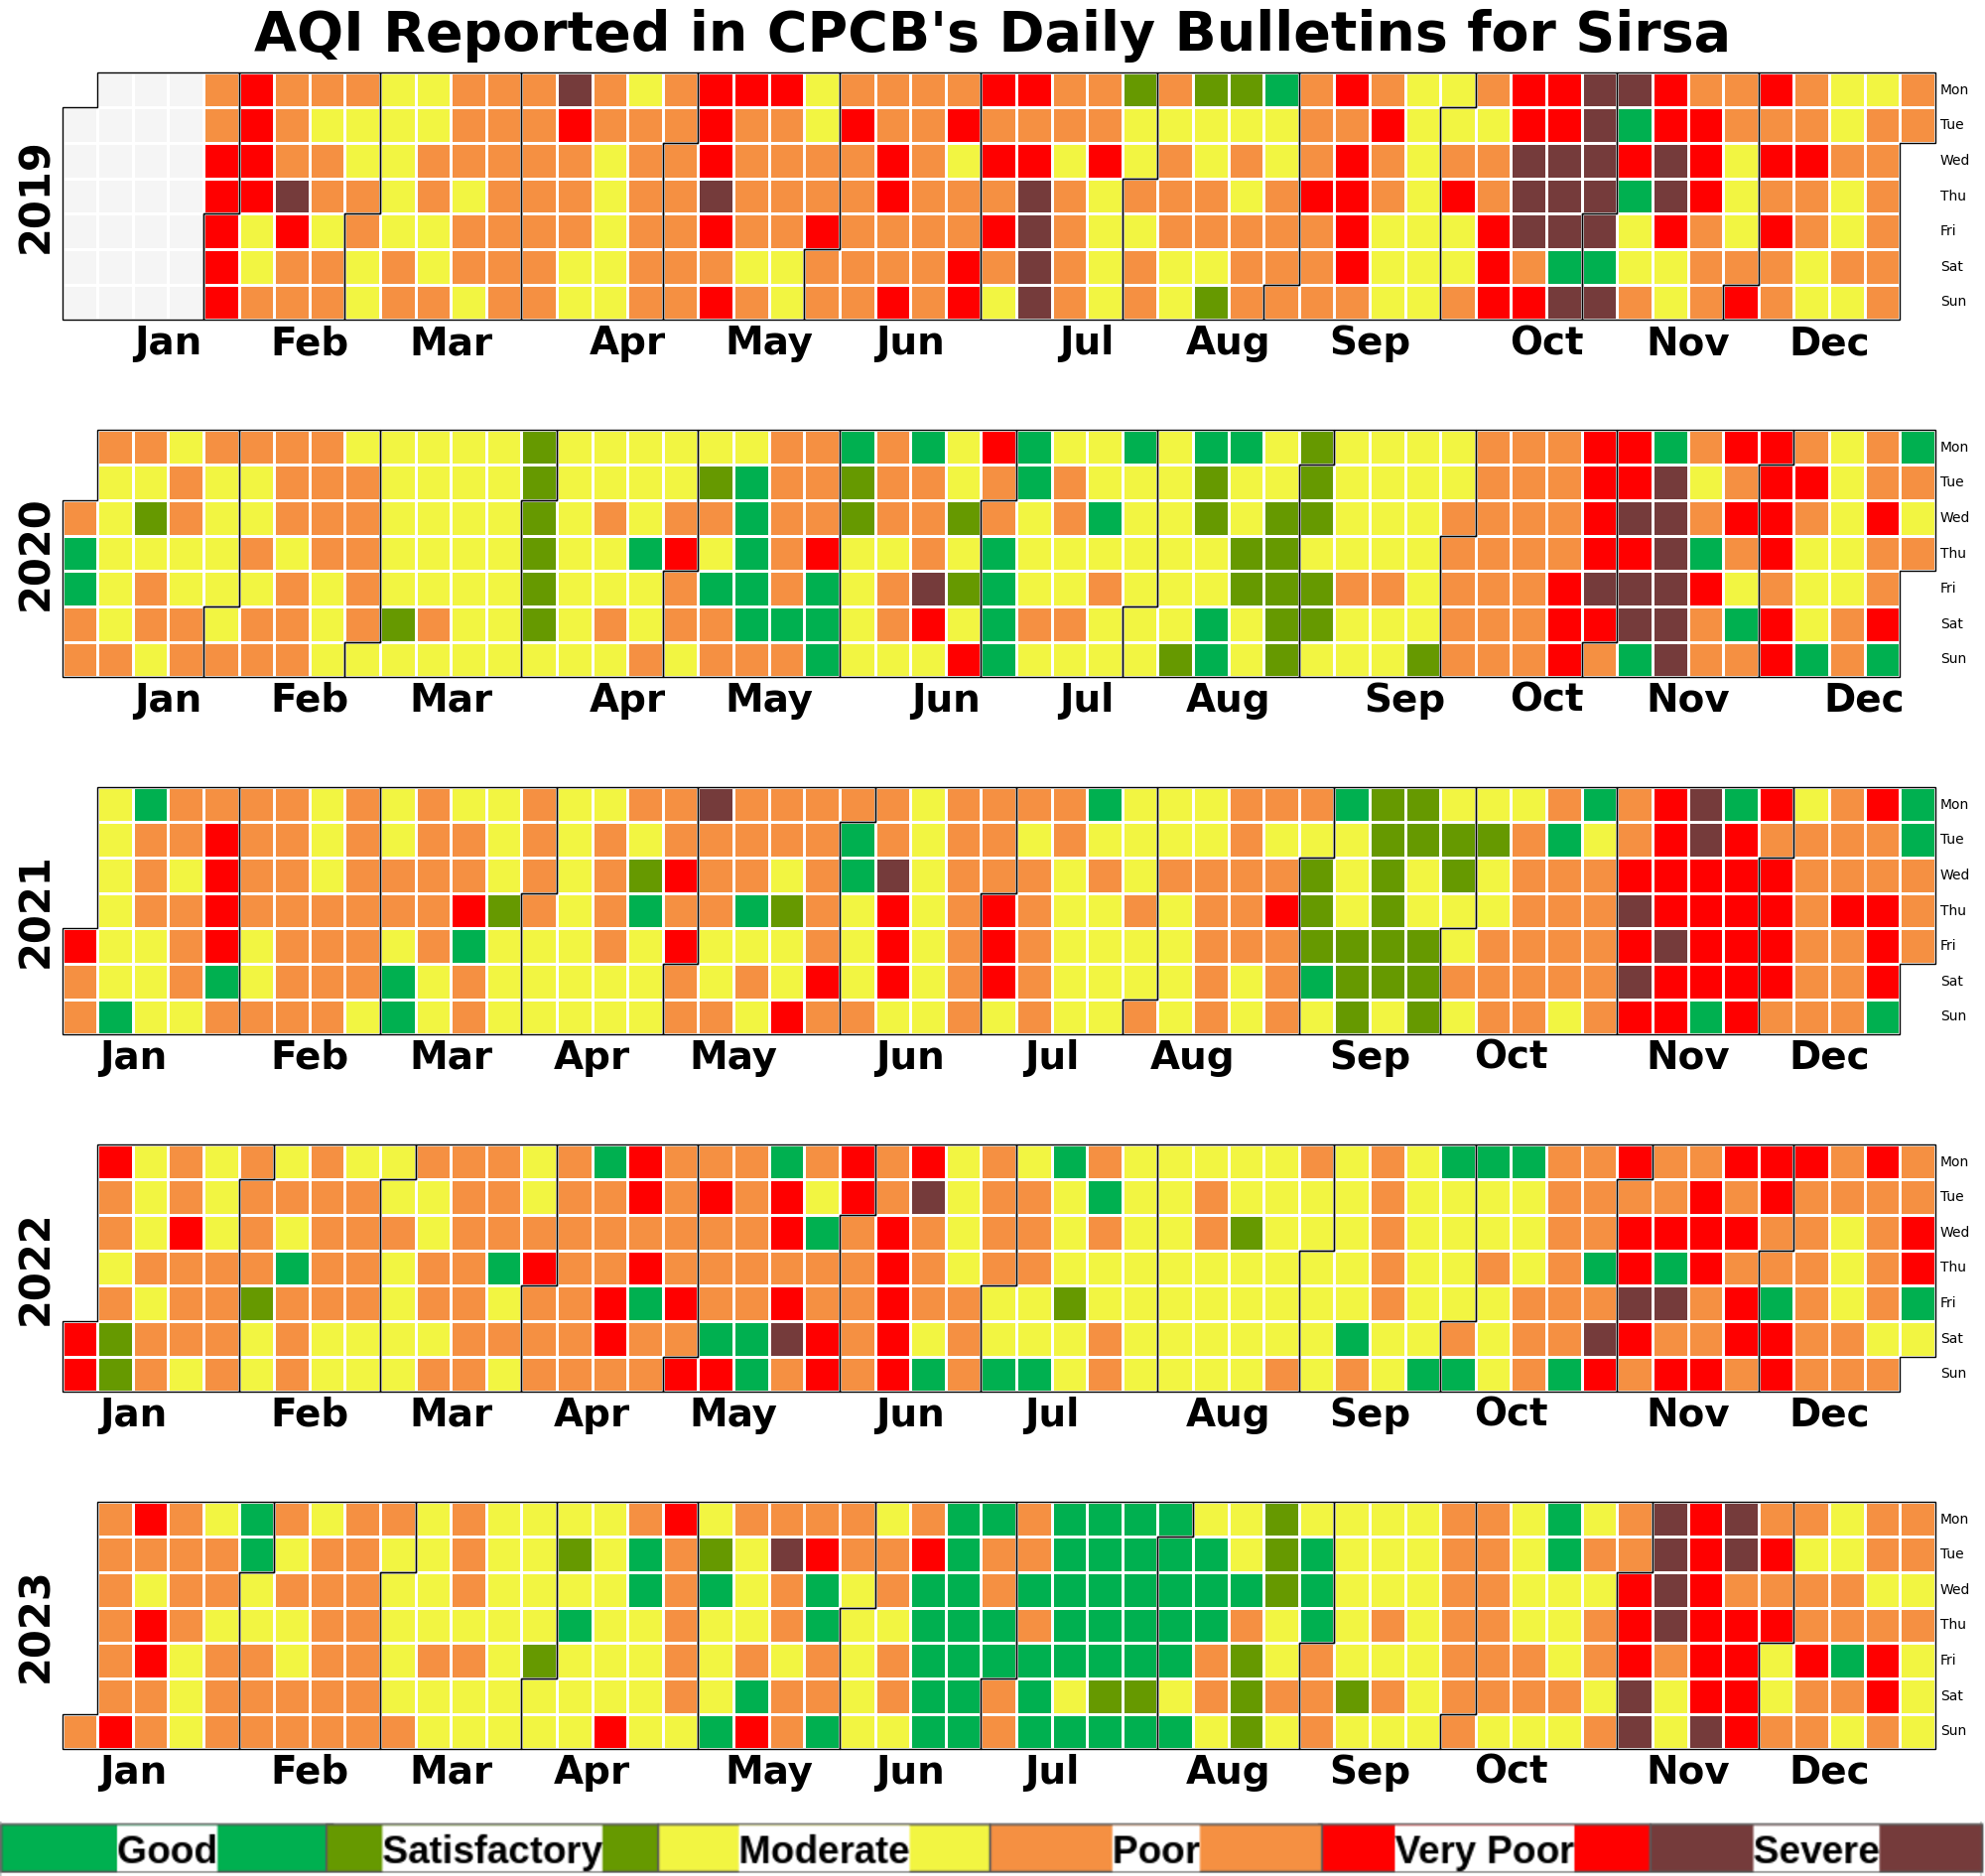 AQI Reported in CPCB's Daily Bulletins for Sirsa
2019
Mon
Tue
Wed
Thu
Fri
Sat
Sun
Jan Feb Mar Apr May Jun Jul Aug Sep Oct Nov Dec
2020
Mon
Tue
Wed
Thu
Fri
Sat
Sun
Jan Feb Mar Apr May Jun Jul Aug Sep Oct Nov Dec
2021
Mon
Tue
Wed
Thu
Fri
Sat
Sun
Jan Feb Mar Apr May Jun Jul Aug Sep Oct Nov Dec
2022
Mon
Tue
Wed
Thu
Fri
Sat
Sun
Jan Feb Mar Apr May Jun Jul Aug Sep Oct Nov Dec
2023
Mon
Tue
Wed
Thu
Fri
Sat
Sun
Jan Feb Mar Apr May Jun Jul Aug Sep Oct Nov Dec
Good Satisfactory Moderate Poor Very Poor Severe